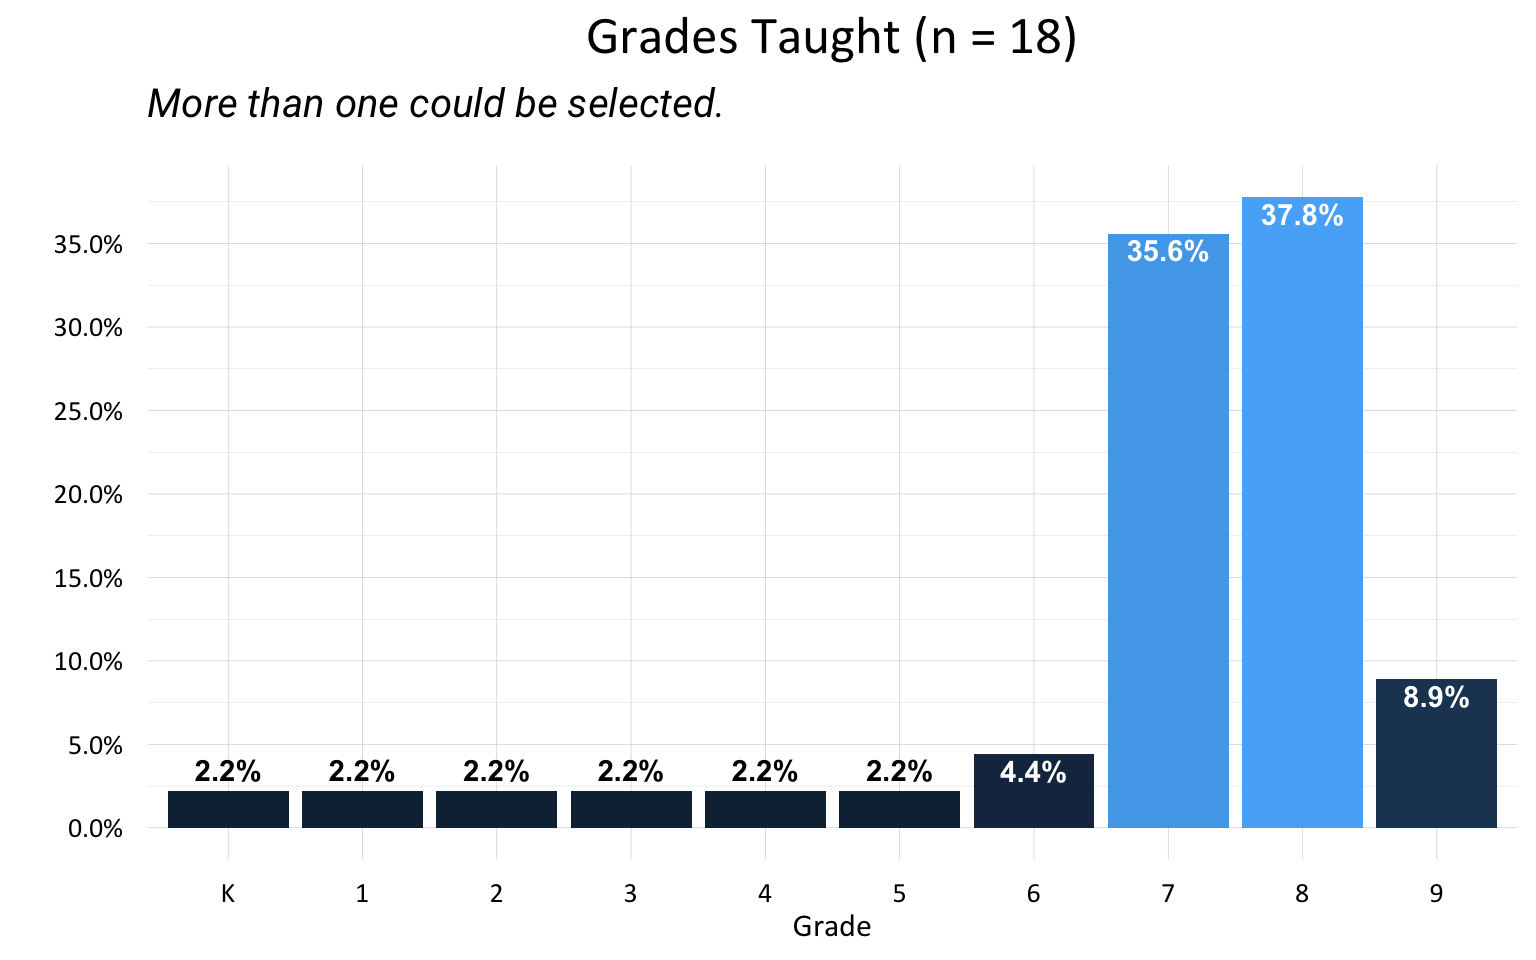 Grades Taught (n = 18)
More than one could be selected.
37.8%
35.6%
35.0%
30.0%
25.0%
20.0%
15.0%
10.0%
8.9%
5.0%
2.2% 2.2% 2.2% 2.2% 2.2% 2.2% 4.4%
0.0%
K 1 2 3 4 5 6 7 8 9
Grade